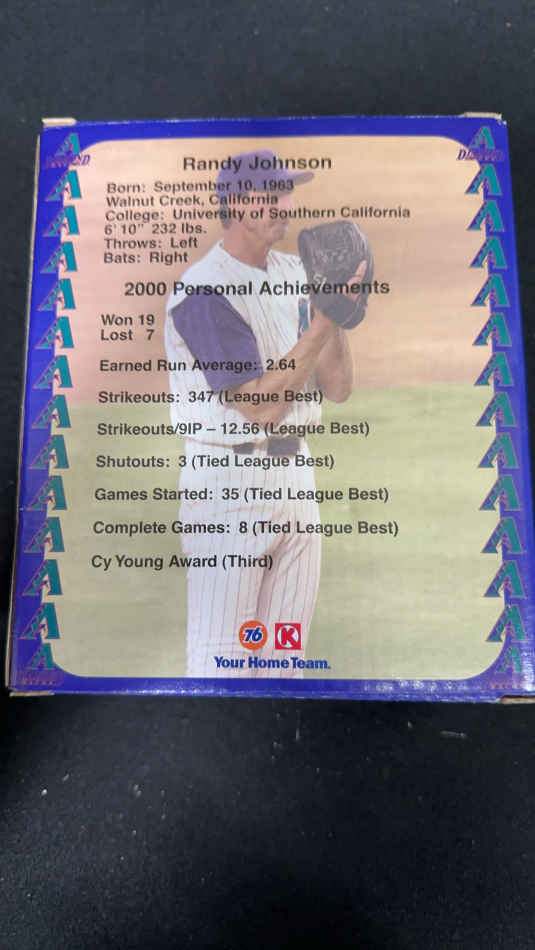 Randy Johnson
Born: September 10, 1963
Walnut Creek, California
College: University of Southern California
6' 10" 232 lbs.
Throws: Left
Bats: Right
2000 Personal Achievements
Won 19
Lost 7
Earned Run Average: 2.64
Strikeouts: 347 (League Best)
Strikeouts/9IP – 12.56 (League Best)
Shutouts: 3 (Tied League Best)
Games Started: 35 (Tied League Best)
Complete Games: 8 (Tied League Best)
Cy Young Award (Third)
76 K
Your Home Team.